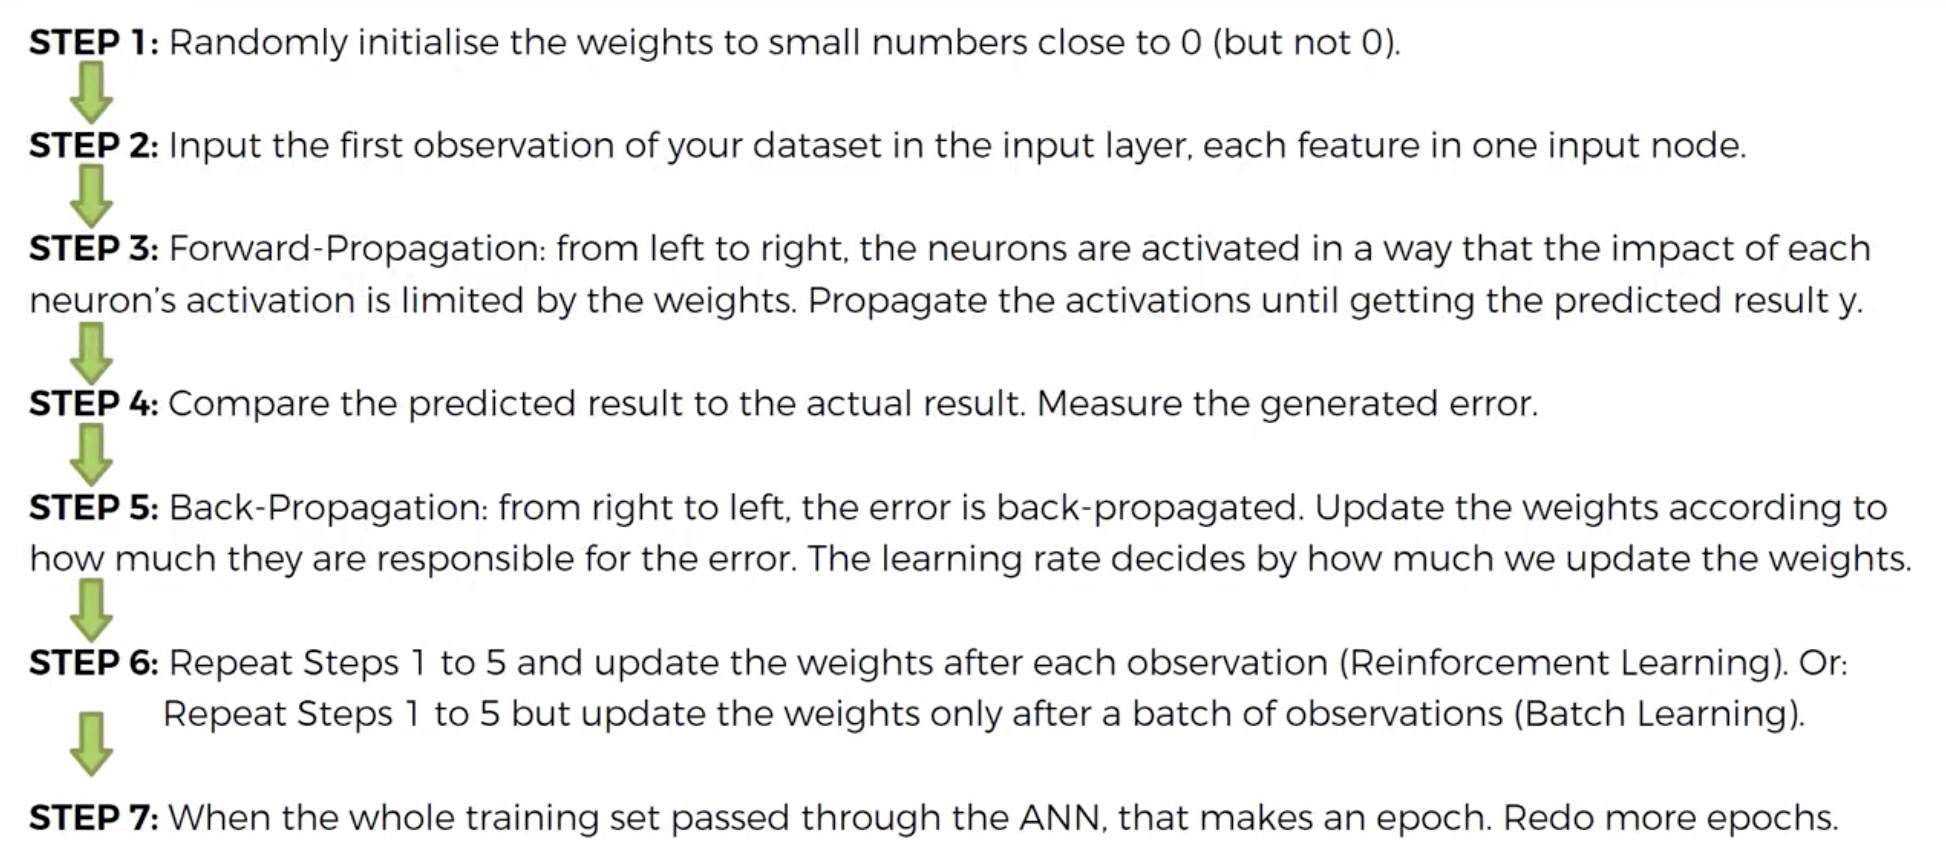 STEP 1: Randomly initialise the weights to small numbers close to 0 (but not 0).
STEP 2: Input the first observation of your dataset in the input layer, each feature in one input node.
STEP 3: Forward-Propagation: from left to right, the neurons are activated in a way that the impact of each
neuron's activation is limited by the weights. Propagate the activations until getting the predicted result y.
STEP 4: Compare the predicted result to the actual result. Measure the generated error.
STEP 5: Back-Propagation: from right to left, the error is back-propagated. Update the weights according to
how much they are responsible for the error. The learning rate decides by how much we update the weights.
STEP 6: Repeat Steps 1 to 5 and update the weights after each observation (Reinforcement Learning). Or:
Repeat Steps 1 to 5 but update the weights only after a batch of observations (Batch Learning).
STEP 7: When the whole training set passed through the ANN, that makes an epoch. Redo more epochs.